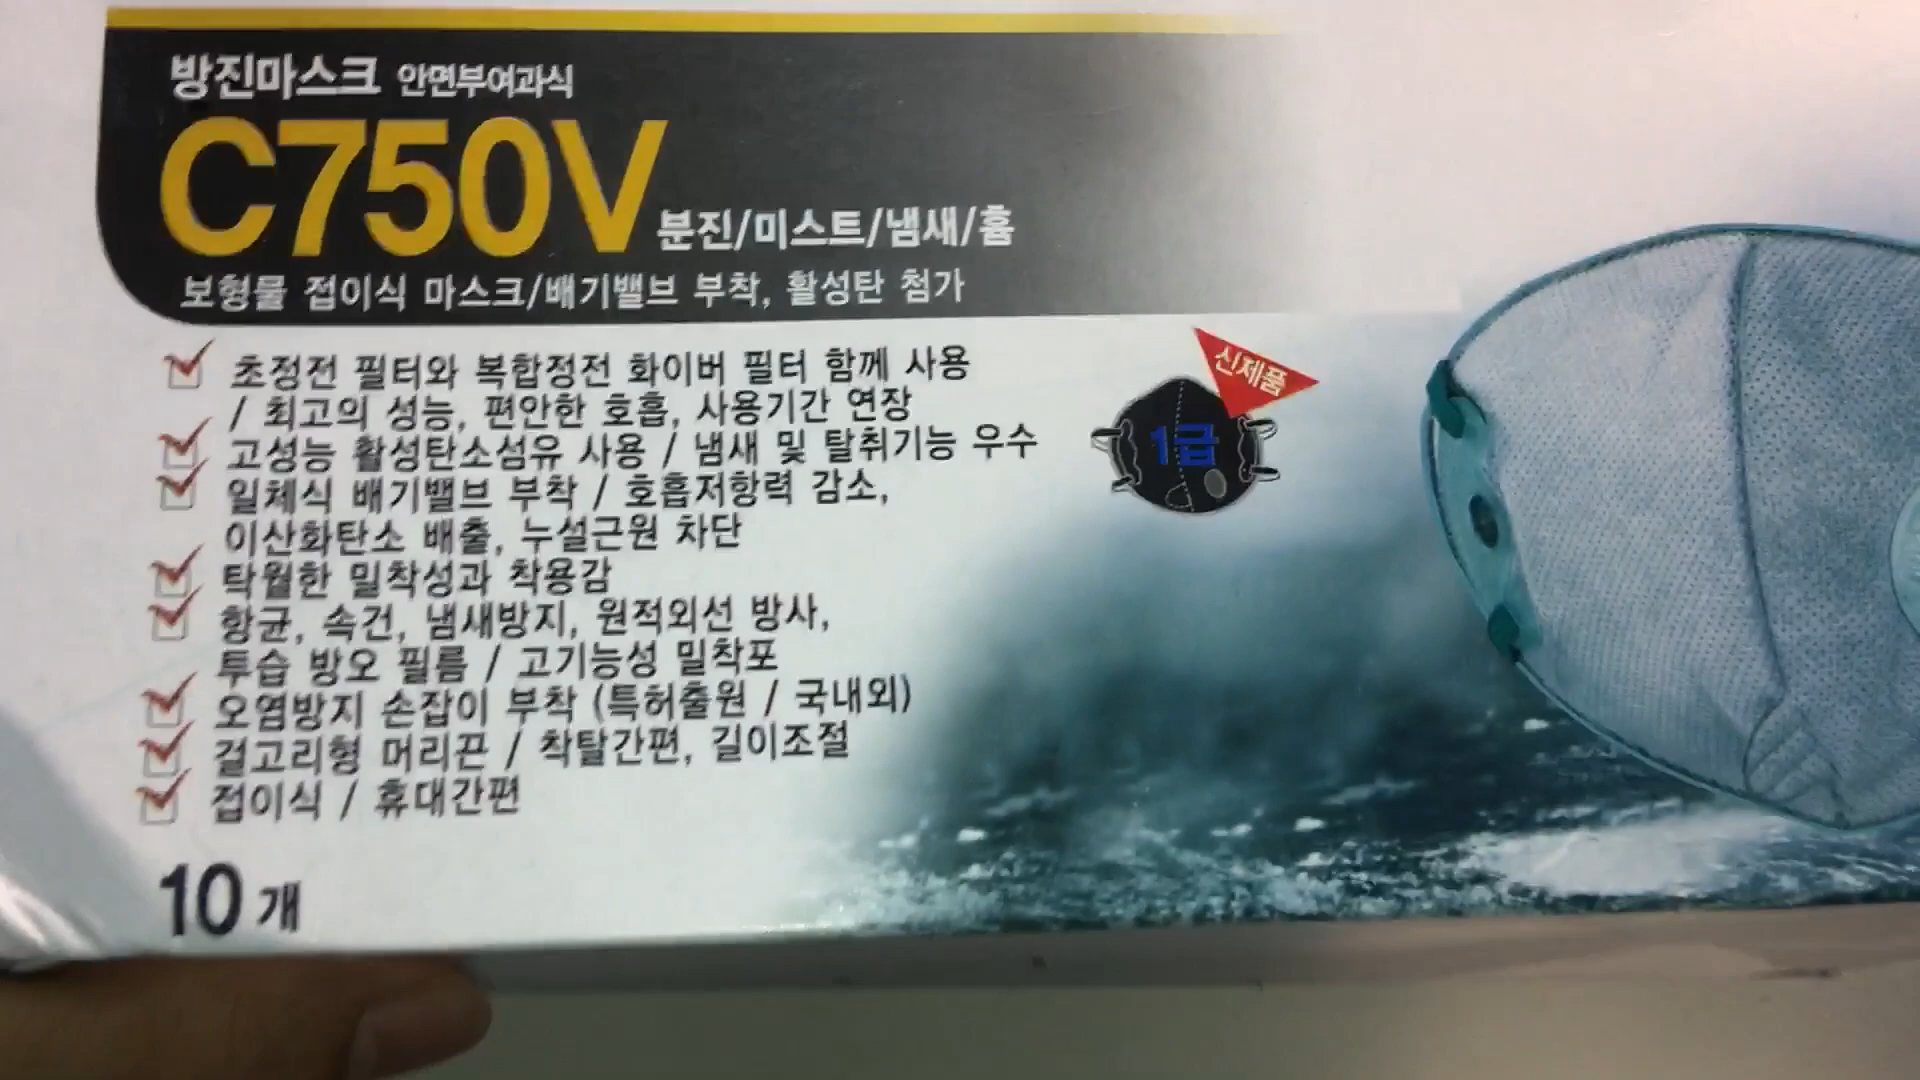 방진마스크 안면부여과식
C750V 분진/미스트/냄새/흄
보형물 접이식 마스크/배기밸브 부착, 활성탄 첨가
초정전 필터와 복합정전 화이버 필터 함께 사용
/ 최고의 성능, 편안한 호흡, 사용기간 연장
고성능 활성탄소섬유 사용 / 냄새 및 탈취기능 우수
일체식 배기밸브 부착 / 호흡저항력 감소,
이산화탄소 배출, 누설근원 차단
탁월한 밀착성과 착용감
항균, 속건, 냄새방지, 원적외선 방사,
투습 방오 필름 / 고기능성 밀착포
오염방지 손잡이 부착 (특허출원 / 국내외)
걸고리형 머리끈 / 착탈간편, 길이조절
접이식 / 휴대간편
신제품
1급
10개